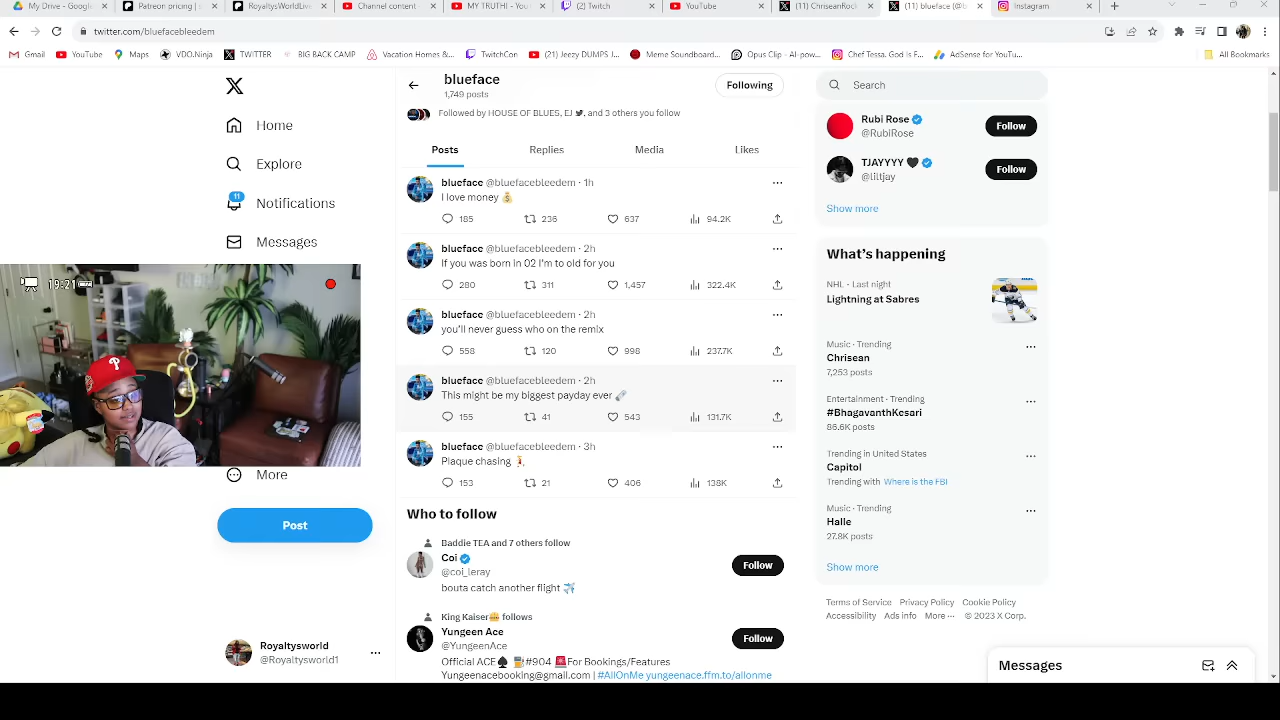 My Drive - Google
Patreon pricing | c
RoyaltysWorldLive
Channel content
MY TRUTH! - You
(2) Twitch
YouTube
(11) ChriseanRock
(11) blueface (@b
Instagram
twitter.com/bluefacebleedem
Gmail
YouTube
Maps
VDO.Ninja
TWITTER
BIG BACK CAMP
Vacation Homes &...
TwitchCon
(21) Jeezy DUMPS J...
Meme Soundboard...
Opus Clip - AI-pow...
Chef Tessa. God is F...
AdSense for YouTu...
All Bookmarks
blueface
1,749 posts
Following
Search
Followed by HOUSE OF BLUES, EJ 🐦, and 3 others you follow
Posts
Replies
Media
Likes
Home
Explore
11
Notifications
Messages
More
Post
Royaltysworld
@Royaltysworld1
19:21
blueface @bluefacebleedem · 1h
I love money 💰
185 236 637 94.2K
blueface @bluefacebleedem · 2h
If you was born in 02 I'm to old for you
280 311 1,457 322.4K
blueface @bluefacebleedem · 2h
you'll never guess who on the remix
558 120 998 237.7K
blueface @bluefacebleedem · 2h
This might be my biggest payday ever 🗞️
155 41 543 131.7K
blueface @bluefacebleedem · 3h
Plaque chasing
153 21 406 138K
Who to follow
Baddie TEA and 7 others follow
Coi
@coi_leray
Follow
bouta catch another flight ✈️
King Kaiser👑 follows
Yungeen Ace
@YungeenAce
Follow
Official ACE♠️ ⛽#904 🚨For Bookings/Features
Yungeenacebooking@gmail.com | #AllOnMe yungeenace.ffm.to/allonme
Rubi Rose
@RubiRose
Follow
TJAYYYY 🖤
@liltjay
Follow
Show more
What's happening
NHL · Last night
Lightning at Sabres
Music · Trending
Chrisean
7,253 posts
Entertainment · Trending
#BhagavanthKesari
86.6K posts
Trending in United States
Capitol
Trending with Where is the FBI
Music · Trending
Halle
27.8K posts
Show more
Terms of Service Privacy Policy Cookie Policy
Accessibility Ads info More ··· © 2023 X Corp.
Messages